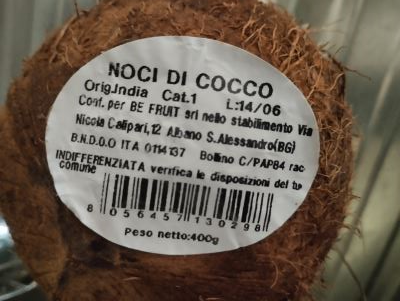 NOCI DI COCCO
Orig.India Cat.1 L:14/06
Conf. per BE FRUIT srl nello stabilimento Via
Nicola Calipari,12 Albano S.Alessandro(BG)
B.N.D.O.O ITA 0114137 Bollino C/PAP84 rac-
INDIFFERENZIATA verifica le disposizioni del tuo
comune
8 056457 130298
Peso netto:400g